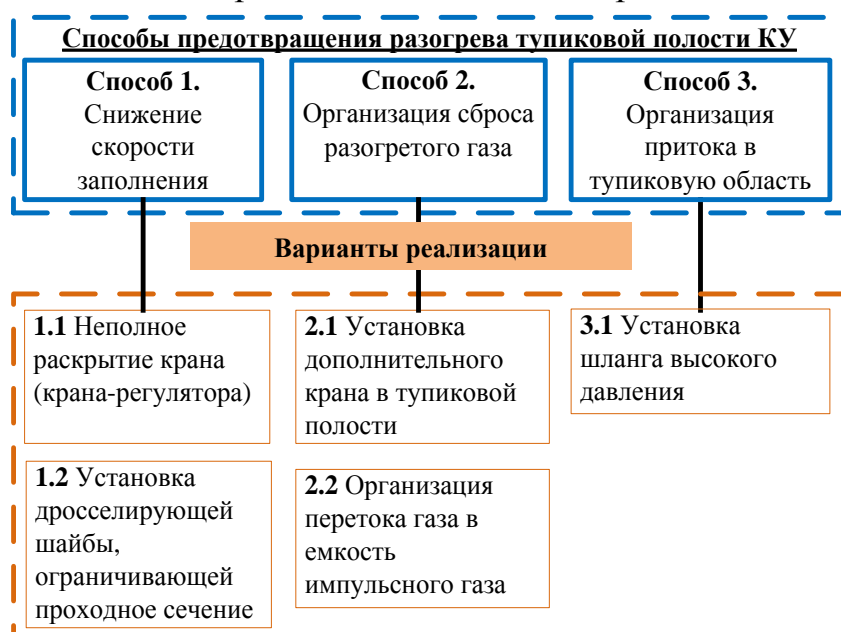 Способы предотвращения разогрева тупиковой полости КУ
Способ 1.
Снижение
скорости
заполнения
Способ 2.
Организация сброса
разогретого газа
Способ 3.
Организация
притока в
тупиковую область
Варианты реализации
1.1 Неполное
раскрытие крана
(крана-регулятора)
1.2 Установка
дросселирующей
шайбы,
ограничивающей
проходное сечение
2.1 Установка
дополнительного
крана в тупиковой
полости
2.2 Организация
перетока газа в
емкость
импульсного газа
3.1 Установка
шланга высокого
давления